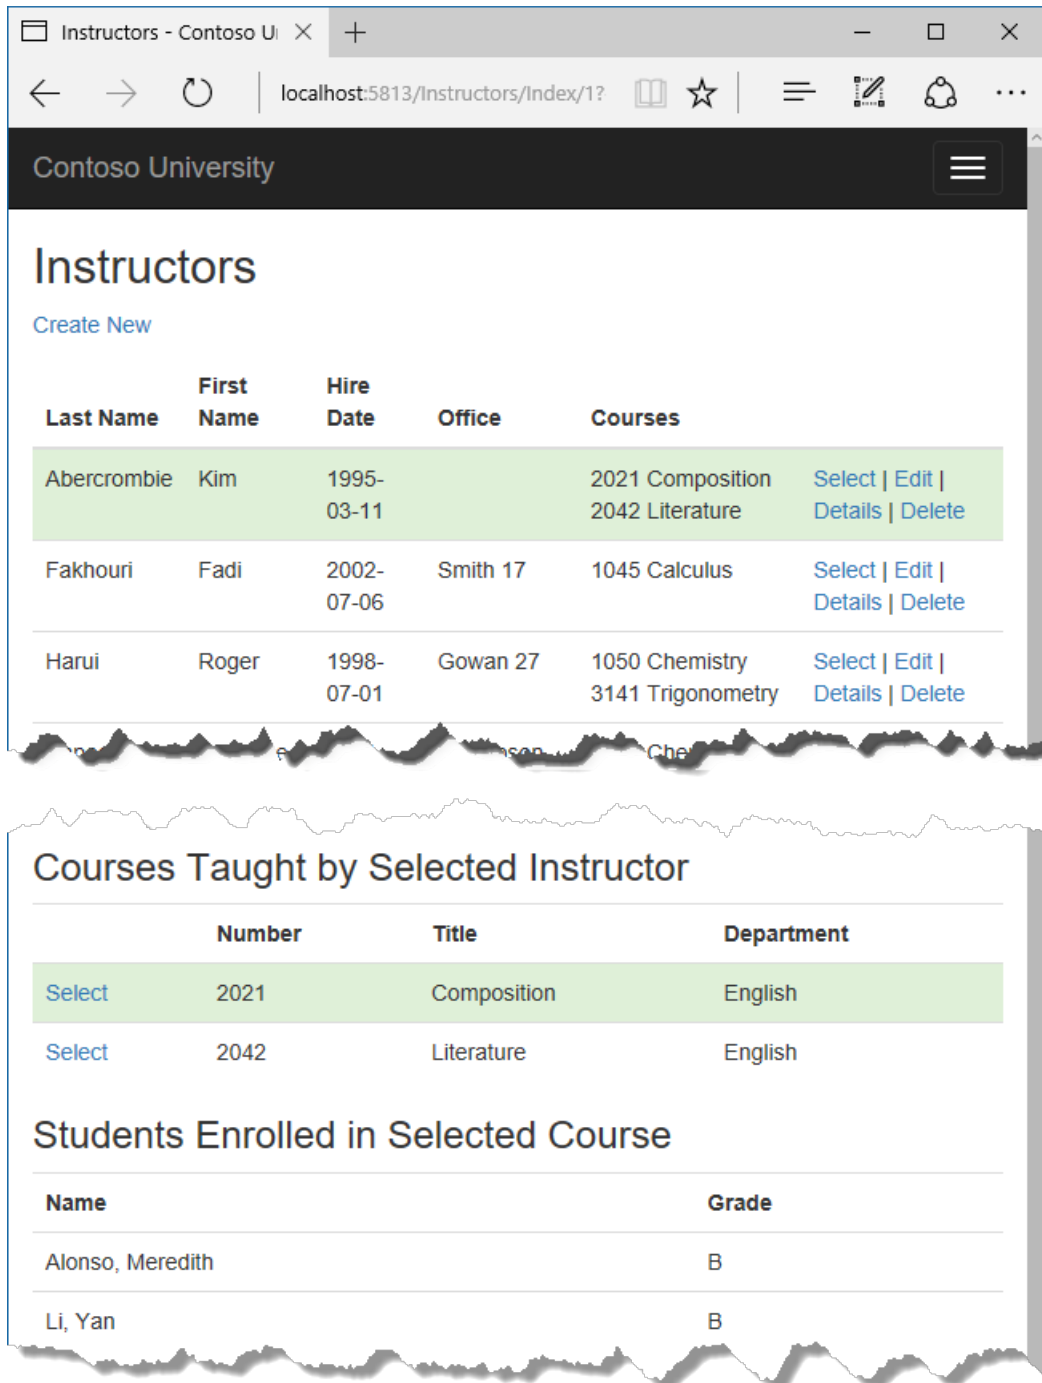 Instructors - Contoso U
localhost:5813/Instructors/Index/1?
Contoso University
Instructors
Create New
Last Name First Name Hire Date Office Courses
Abercrombie Kim 1995- 2021 Composition Select | Edit |
03-11 2042 Literature Details | Delete
Fakhouri Fadi 2002- Smith 17 1045 Calculus Select | Edit |
07-06 Details | Delete
Harui Roger 1998- Gowan 27 1050 Chemistry Select | Edit |
07-01 3141 Trigonometry Details | Delete
Courses Taught by Selected Instructor
Number Title Department
Select 2021 Composition English
Select 2042 Literature English
Students Enrolled in Selected Course
Name Grade
Alonso, Meredith B
Li, Yan B